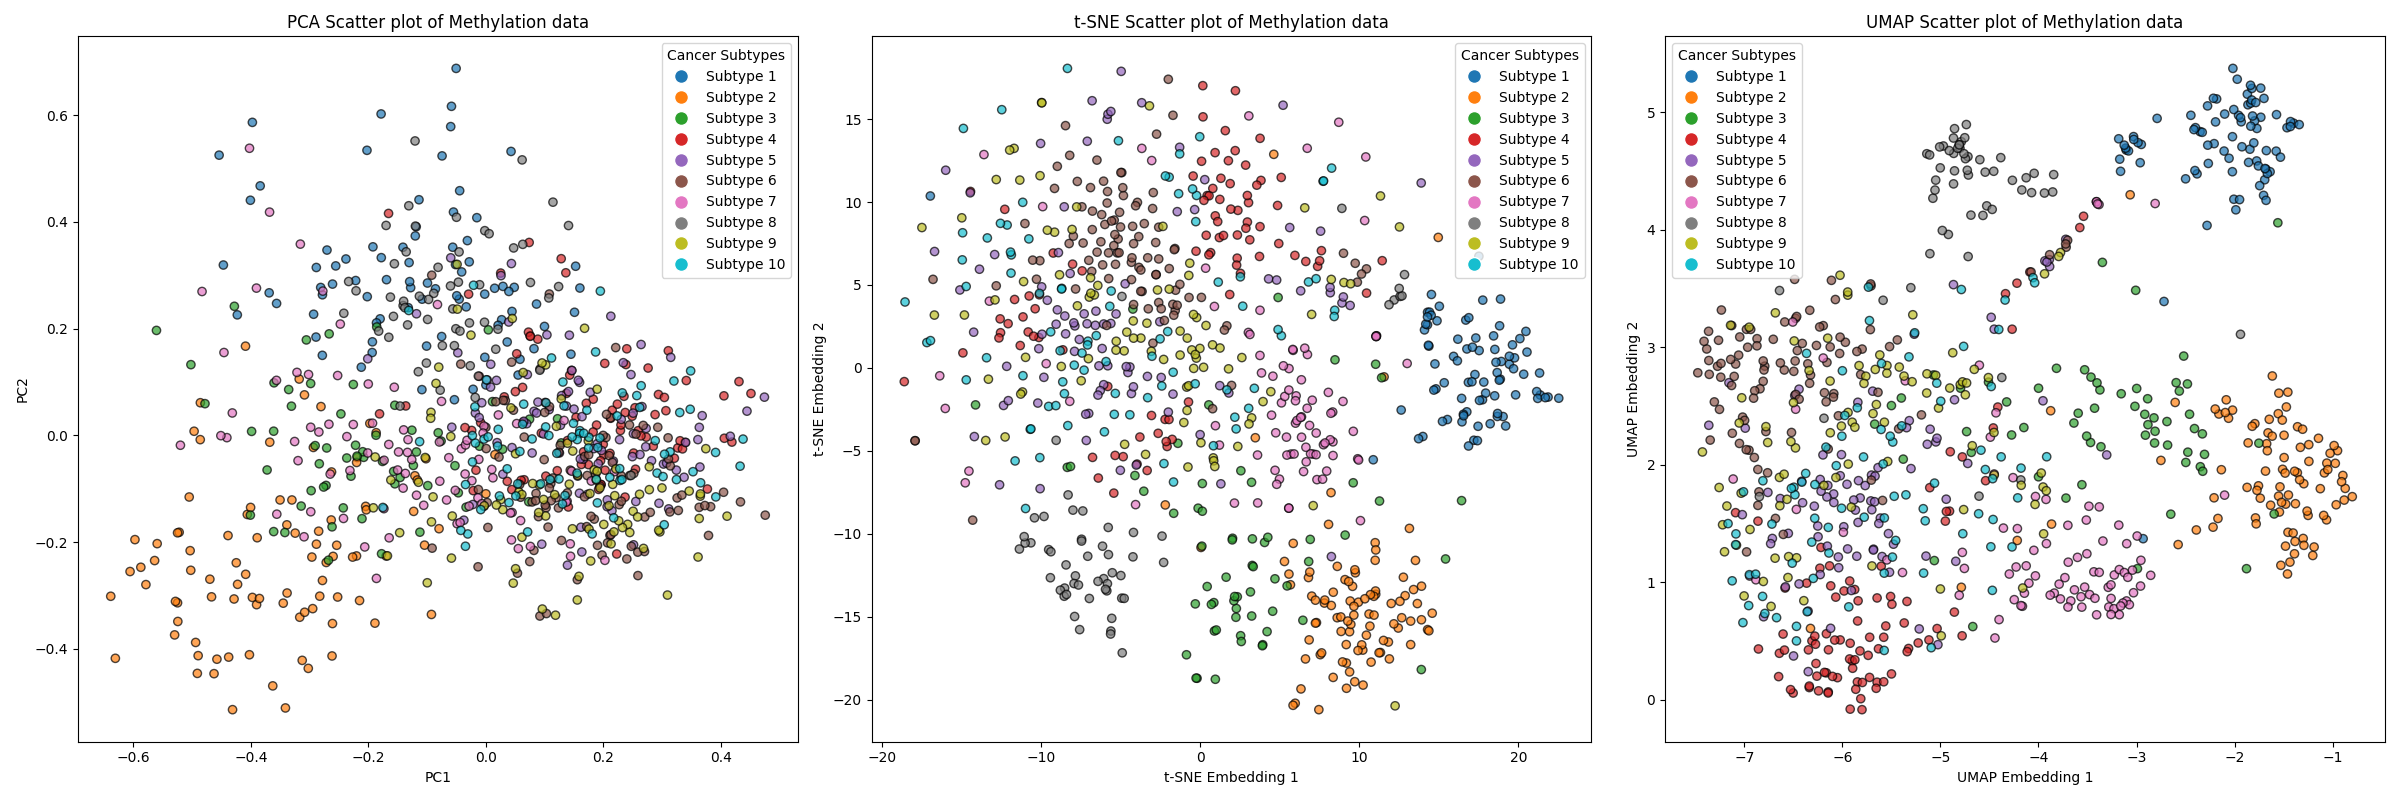 PCA Scatter plot of Methylation data
Cancer Subtypes
Subtype 1
Subtype 2
Subtype 3
Subtype 4
Subtype 5
Subtype 6
Subtype 7
Subtype 8
Subtype 9
Subtype 10
PC2
0.6
0.4
0.2
0.0
−0.2
−0.4
−0.6
−0.4
−0.2
0.0
0.2
0.4
PC1
t-SNE Scatter plot of Methylation data
Cancer Subtypes
Subtype 1
Subtype 2
Subtype 3
Subtype 4
Subtype 5
Subtype 6
Subtype 7
Subtype 8
Subtype 9
Subtype 10
t-SNE Embedding 2
15
10
5
0
−5
−10
−15
−20
−20
−10
0
10
20
t-SNE Embedding 1
UMAP Scatter plot of Methylation data
Cancer Subtypes
Subtype 1
Subtype 2
Subtype 3
Subtype 4
Subtype 5
Subtype 6
Subtype 7
Subtype 8
Subtype 9
Subtype 10
UMAP Embedding 2
5
4
3
2
1
0
−7
−6
−5
−4
−3
−2
−1
UMAP Embedding 1